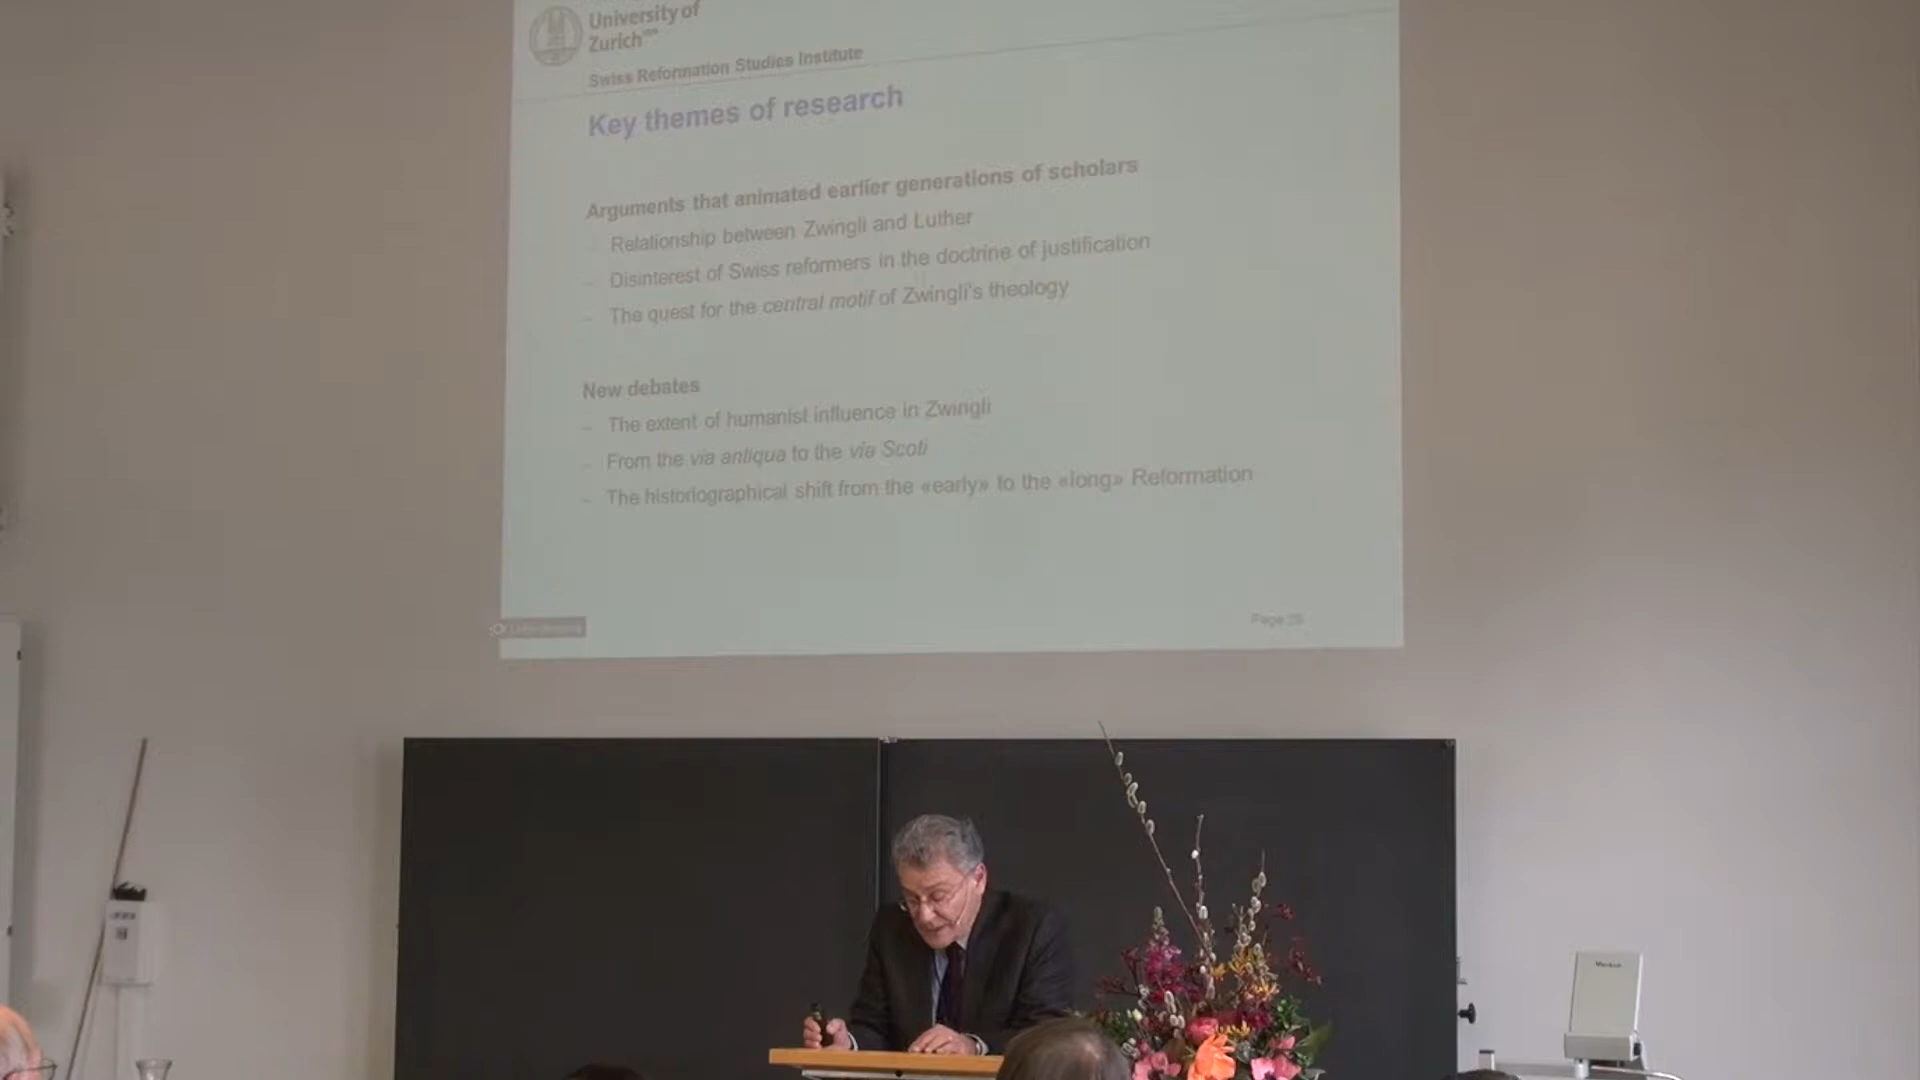 University of
Zurich
Swiss Reformation Studies Institute
Key themes of research
Arguments that animated earlier generations of scholars
– Relationship between Zwingli and Luther
– Disinterest of Swiss reformers in the doctrine of justification
– The quest for the central motif of Zwingli's theology
New debates
– The extent of humanist influence in Zwingli
– From the via antiqua to the via Scoti
– The historiographical shift from the «early» to the «long» Reformation
Page